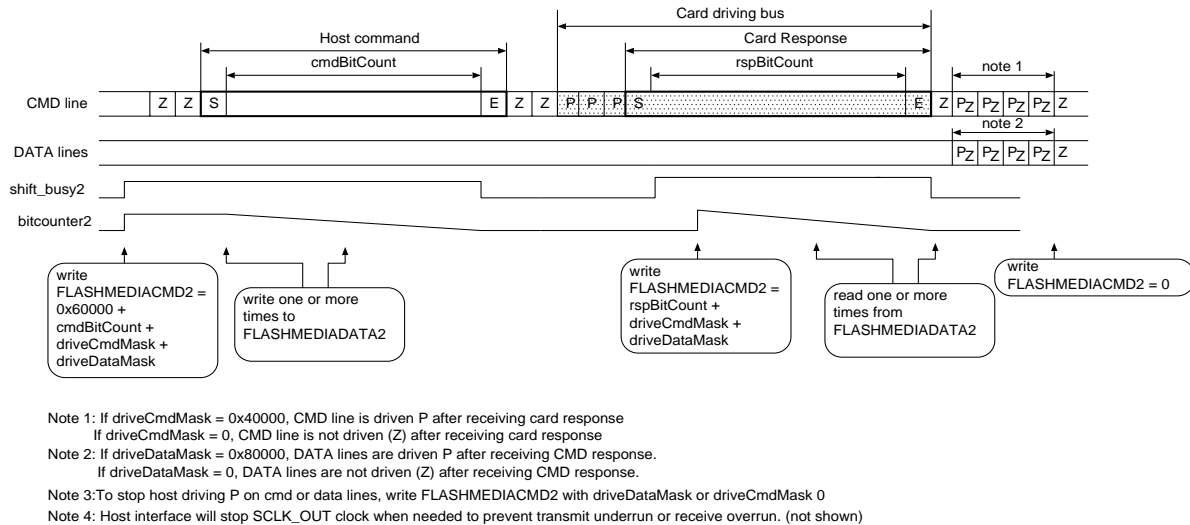 Card driving bus
Host command
Card Response
cmdBitCount
rspBitCount
note 1
CMD line
Z Z S E Z Z P P P S E Z PZ PZ PZ PZ Z
note 2
DATA lines
PZ PZ PZ PZ Z
shift_busy2
bitcounter2
write
FLASHMEDIACMD2 =
0x60000 +
cmdBitCount +
driveCmdMask +
driveDataMask
write one or more
times to
FLASHMEDIADATA2
write
FLASHMEDIACMD2 =
rspBitCount +
driveCmdMask +
driveDataMask
read one or more
times from
FLASHMEDIADATA2
write
FLASHMEDIACMD2 = 0
Note 1: If driveCmdMask = 0x40000, CMD line is driven P after receiving card response
If driveCmdMask = 0, CMD line is not driven (Z) after receiving card response
Note 2: If driveDataMask = 0x80000, DATA lines are driven P after receiving CMD response.
If driveDataMask = 0, DATA lines are not driven (Z) after receiving CMD response.
Note 3:To stop host driving P on cmd or data lines, write FLASHMEDIACMD2 with driveDataMask or driveCmdMask 0
Note 4: Host interface will stop SCLK_OUT clock when needed to prevent transmit underrun or receive overrun. (not shown)